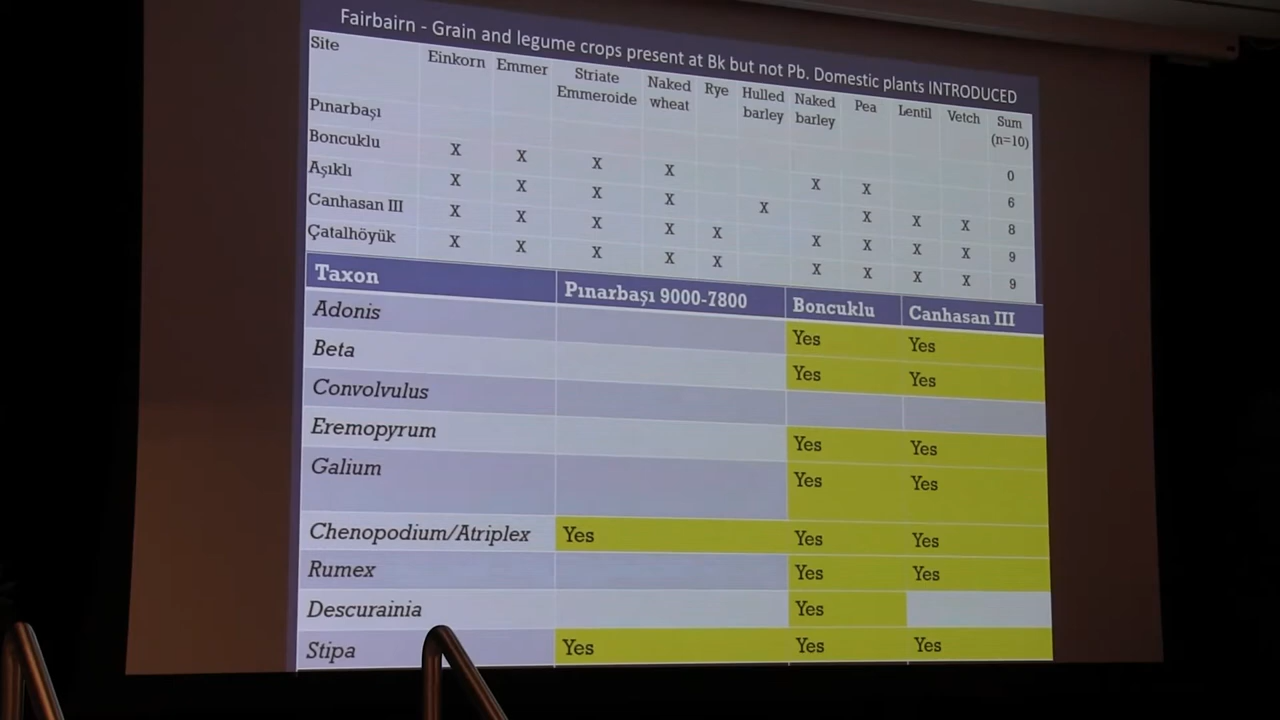 Fairbairn - Grain and legume crops present at Bk but not Pb. Domestic plants INTRODUCED
Site Einkorn Emmer Striate Emmeroide Naked wheat Rye Hulled barley Naked barley Pea Lentil Vetch Sum (n=10)
Pınarbaşı 0
Boncuklu X X X X X X 6
Aşıklı X X X X X X X X 8
Canhasan III X X X X X X X X X 9
Çatalhöyük X X X X X X X X X 9
Taxon Pınarbaşı 9000-7800 Boncuklu Canhasan III
Adonis Yes Yes
Beta Yes Yes
Convolvulus
Eremopyrum Yes Yes
Galium Yes Yes
Chenopodium/Atriplex Yes Yes Yes
Rumex Yes Yes
Descurainia Yes
Stipa Yes Yes Yes